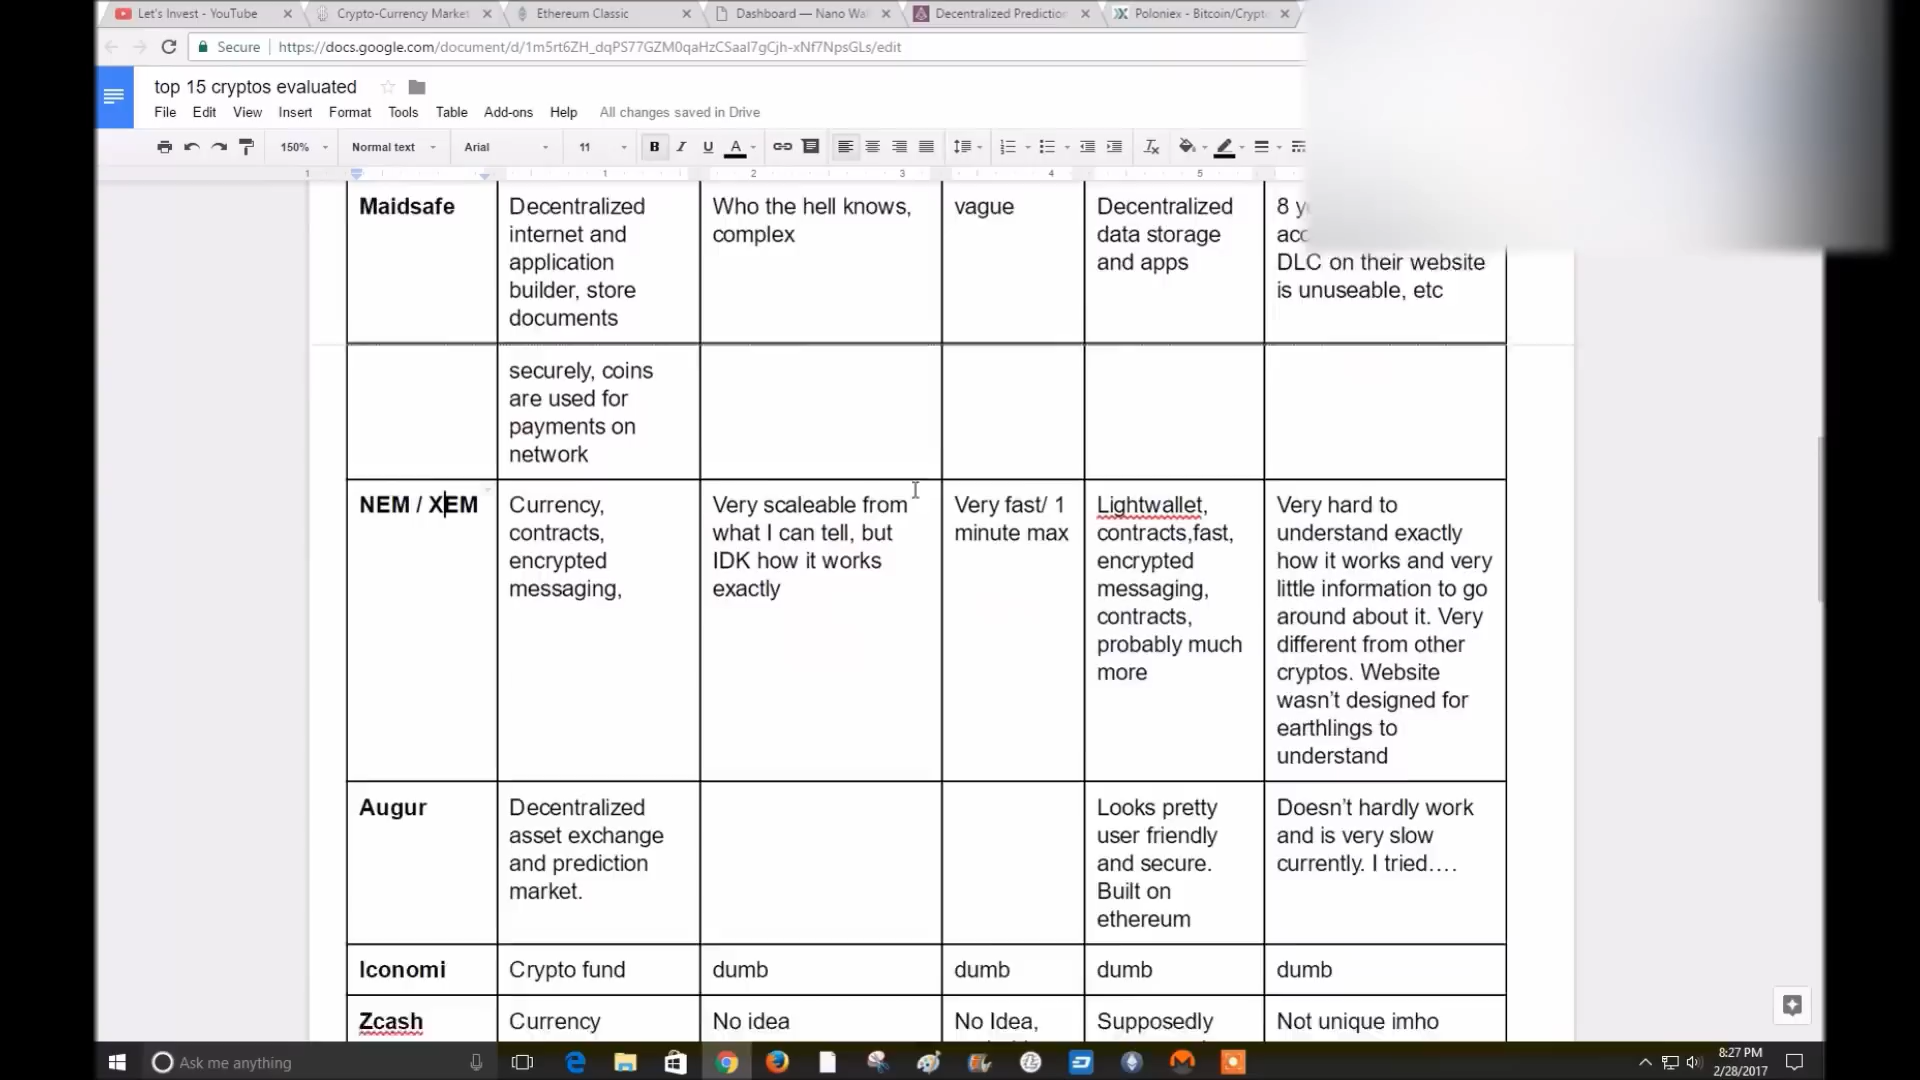 Let's Invest - YouTube
Crypto-Currency Market
Ethereum Classic
Dashboard — Nano Wal
Decentralized Prediction
Poloniex - Bitcoin/Crypto
Secure
https://docs.google.com/document/d/1m5rt6ZH_dqPS77GZM0qaHzCSaal7gCjh-xNf7NpsGLs/edit
top 15 cryptos evaluated
File Edit View Insert Format Tools Table Add-ons Help All changes saved in Drive
150% Normal text Arial 11 B I U A
1 1 2 3 4 5
Maidsafe
Decentralized
internet and
application
builder, store
documents
securely, coins
are used for
payments on
network
Who the hell knows,
complex
vague
Decentralized
data storage
and apps
8
DLC on their website
is unuseable, etc
NEM / XEM
Currency,
contracts,
encrypted
messaging,
Very scaleable from
what I can tell, but
IDK how it works
exactly
Very fast/ 1
minute max
Lightwallet,
contracts,fast,
encrypted
messaging,
contracts,
probably much
more
Very hard to
understand exactly
how it works and very
little information to go
around about it. Very
different from other
cryptos. Website
wasn't designed for
earthlings to
understand
Augur
Decentralized
asset exchange
and prediction
market.
Looks pretty
user friendly
and secure.
Built on
ethereum
Doesn't hardly work
and is very slow
currently. I tried….
Iconomi
Crypto fund
dumb
dumb
dumb
dumb
Zcash
Currency
No idea
No Idea,
Supposedly
Not unique imho
Ask me anything
8:27 PM
2/28/2017